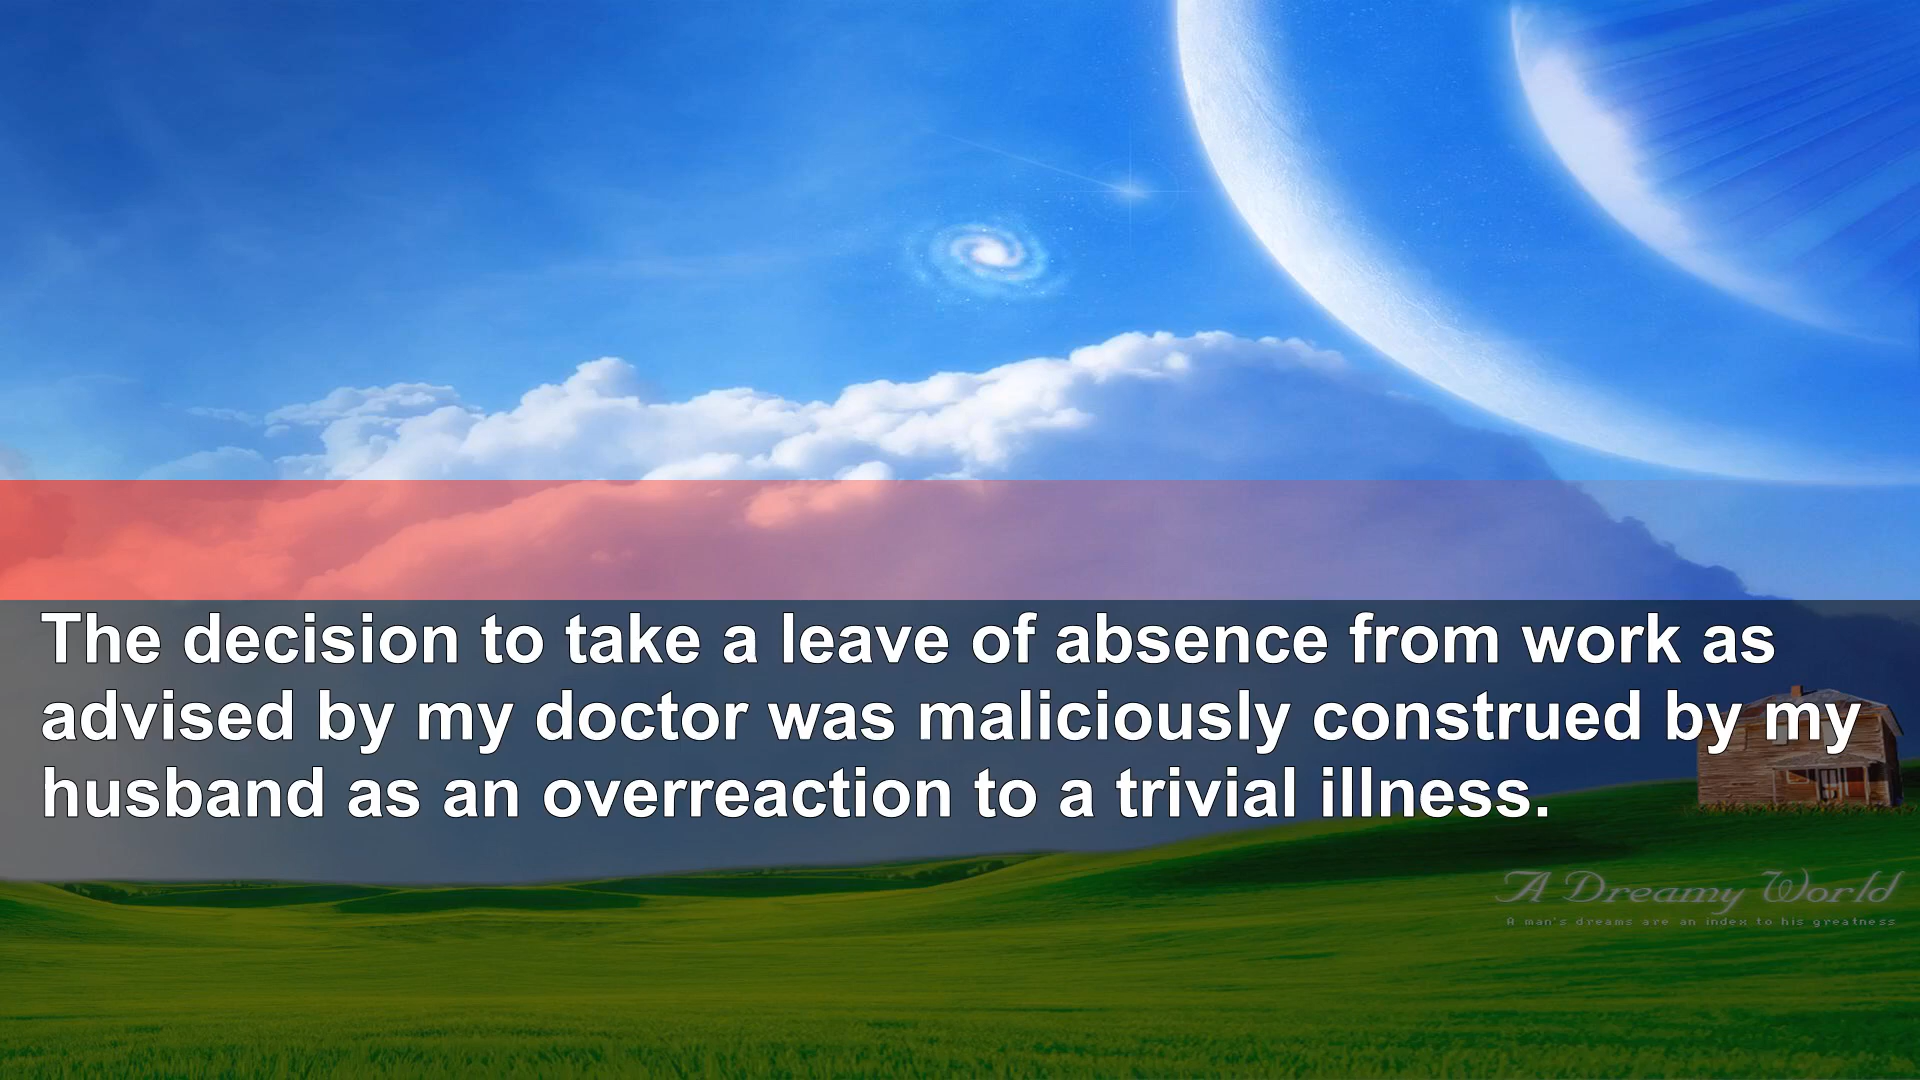 The decision to take a leave of absence from work as
advised by my doctor was maliciously construed by my
husband as an overreaction to a trivial illness.
A Dreamy World
A man's dreams are an index to his greatness